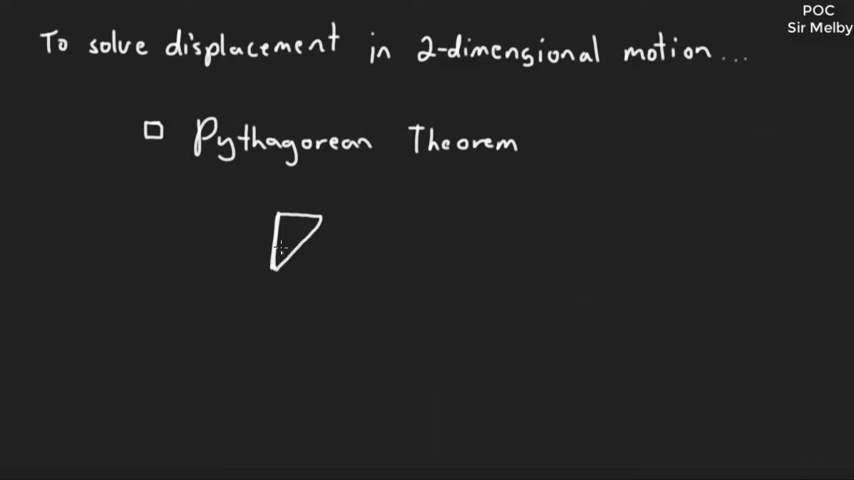 POC
Sir Melby
To solve displacement in 2-dimensional motion...
Pythagorean Theorem